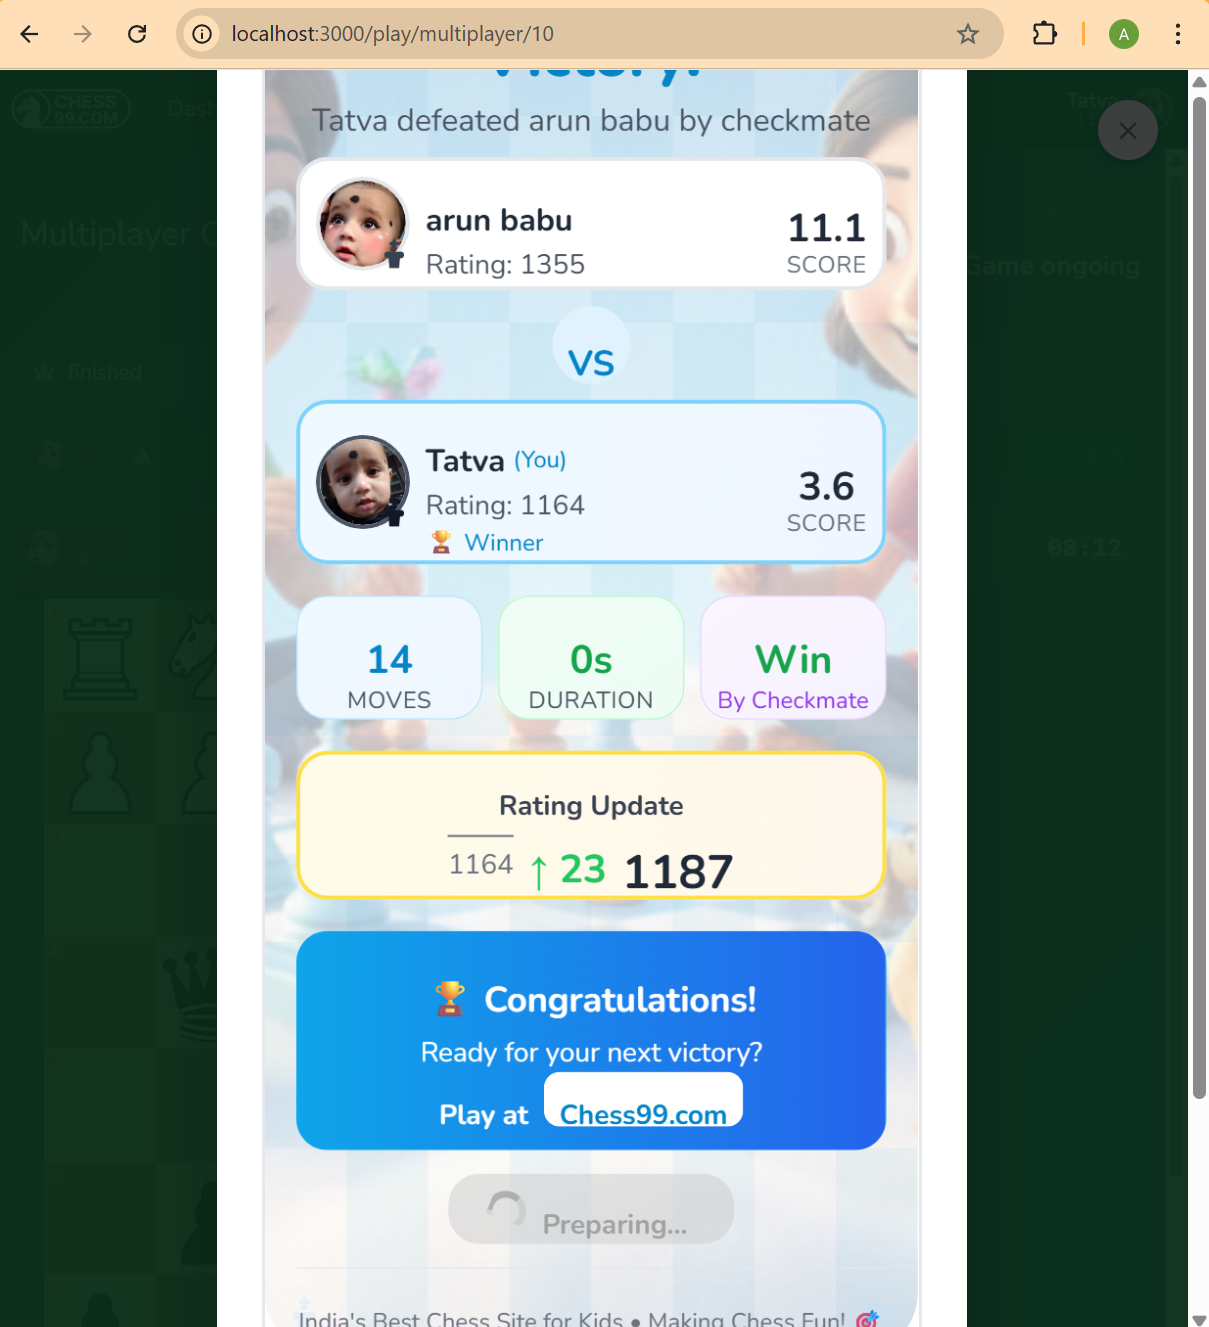 localhost:3000/play/multiplayer/10
A
CHESS
99.COM
Victory!
Tatva defeated arun babu by checkmate
arun babu
Rating: 1355
11.1
SCORE
Multiplayer
Game ongoing
VS
finished
Tatva (You)
Rating: 1164
🏆 Winner
3.6
SCORE
08:12
14
MOVES
0s
DURATION
Win
By Checkmate
Rating Update
1164 ↑ 23 1187
🏆 Congratulations!
Ready for your next victory?
Play at Chess99.com
Preparing...
India's Best Chess Site for Kids • Making Chess Fun! 🎯